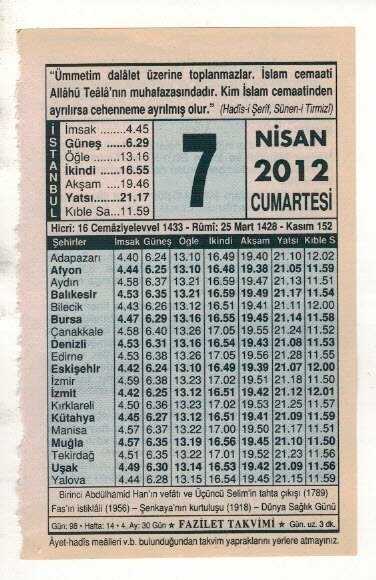 “Ümmetim dalâlet üzerine toplanmazlar. İslam cemaati
Allâhü Teâlâ’nın muhafazasındadır. Kim İslam cemaatinden
ayrılırsa cehenneme ayrılmış olur.” (Hadîs-i Şerif, Sünen-i Tirmizî)
İSTANBUL
İmsak .......4.45
Güneş ......6.29
Öğle ........13.16
İkindi .....16.55
Akşam ....19.46
Yatsı......21.17
Kıble Sa...11.59
7
NİSAN
2012
CUMARTESİ
Hicrî: 16 Cemâziyelevvel 1433 - Rûmî: 25 Mart 1428 - Kasım 152
Şehirler İmsak Güneş Öğle İkindi Akşam Yatsı Kıble S
Adapazarı 4.40 6.24 13.10 16.49 19.40 21.10 12.02
Afyon 4.44 6.25 13.10 16.48 19.38 21.05 11.59
Aydın 4.58 6.37 13.21 16.59 19.47 21.13 11.51
Balıkesir 4.53 6.35 13.21 16.59 19.49 21.17 11.54
Bilecik 4.43 6.26 13.12 16.51 19.41 21.11 12.00
Bursa 4.47 6.29 13.16 16.55 19.45 21.14 11.58
Çanakkale 4.58 6.40 13.26 17.05 19.55 21.24 11.52
Denizli 4.53 6.31 13.16 16.54 19.43 21.08 11.53
Edirne 4.53 6.38 13.26 17.05 19.56 21.28 11.55
Eskişehir 4.42 6.24 13.10 16.49 19.39 21.07 12.00
İzmir 4.59 6.38 13.23 17.02 19.51 21.18 11.50
İzmit 4.42 6.25 13.12 16.51 19.42 21.12 12.01
Kırklareli 4.50 6.36 13.23 17.02 19.53 21.25 11.57
Kütahya 4.45 6.27 13.12 16.51 19.41 21.09 11.59
Manisa 4.57 6.37 13.22 17.00 19.50 21.17 11.51
Muğla 4.57 6.35 13.19 16.56 19.45 21.10 11.50
Tekirdağ 4.51 6.35 13.22 17.01 19.52 21.23 11.56
Uşak 4.49 6.30 13.14 16.53 19.42 21.09 11.56
Yalova 4.44 6.28 13.15 16.54 19.45 21.15 11.59
Birinci Abdülhamid Han’ın vefâtı ve Üçüncü Selim’in tahta çıkışı (1789)
Fas’ın istiklâli (1956) – Şenkaya’nın kurtuluşu (1918) – Dünya Sağlık Günü
Gün: 98 • Hafta: 14 • 4. Ay: 30 Gün ★ FAZİLET TAKVİMİ ★ Gün. uz. 3 dk.
Âyet-hadîs meâlleri v.b. bulunduğundan takvim yapraklarını yerlere atmayınız.